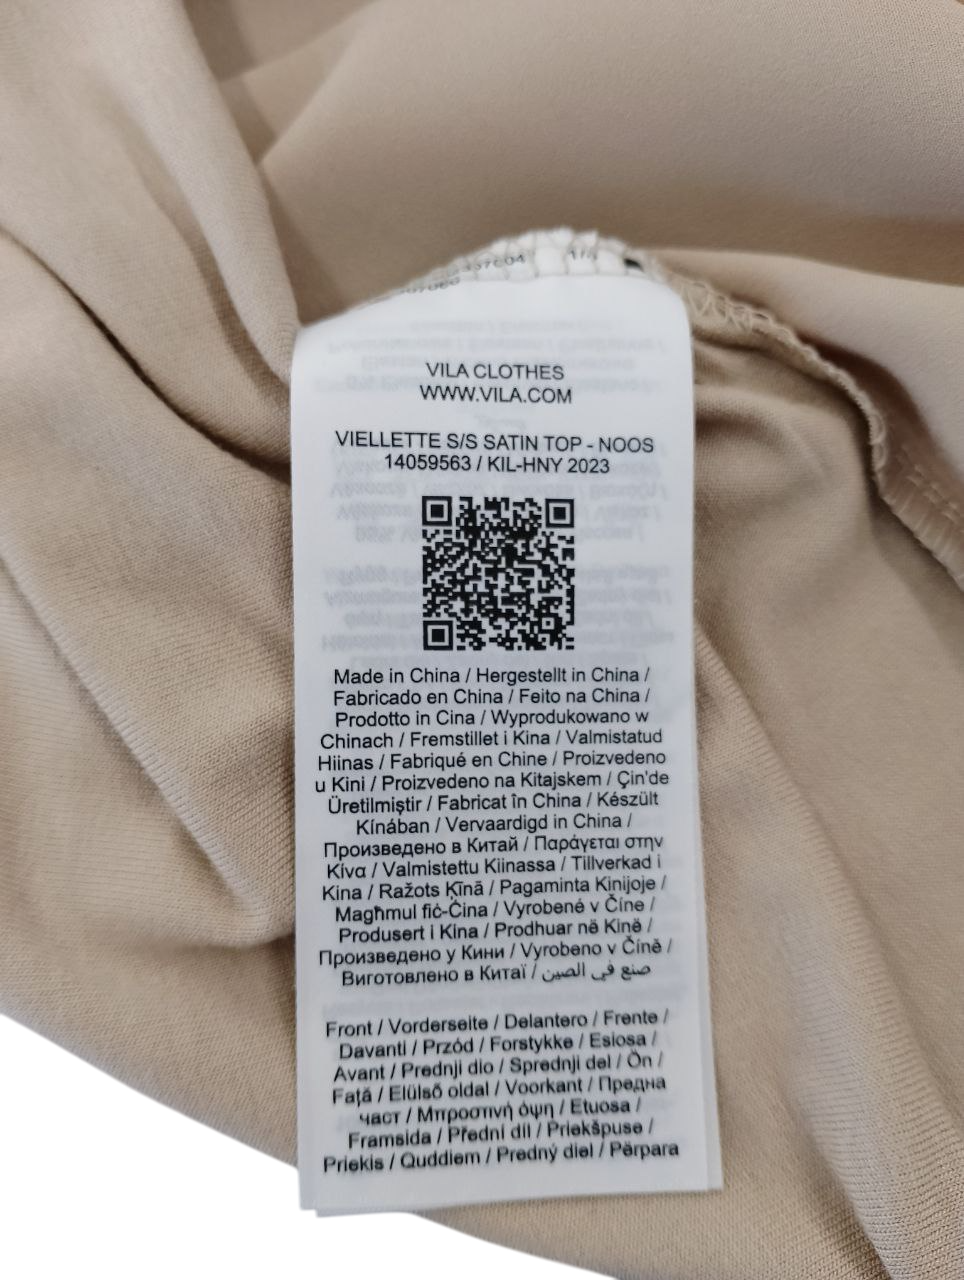 1/6
VILA CLOTHES
WWW.VILA.COM
VIELLETTE S/S SATIN TOP - NOOS
14059563 / KIL-HNY 2023
Made in China / Hergestellt in China /
Fabricado en China / Feito na China /
Prodotto in Cina / Wyprodukowano w
Chinach / Fremstillet i Kina / Valmistatud
Hiinas / Fabriqué en Chine / Proizvedeno
u Kini / Proizvedeno na Kitajskem / Çin'de
Üretilmiştir / Fabricat în China / Készült
Kínában / Vervaardigd in China /
Произведено в Китай / Παράγεται στην
Κίνα / Valmistettu Kiinassa / Tillverkad i
Kina / Ražots Ķīnā / Pagaminta Kinijoje /
Magħmul fiċ-Ċina / Vyrobené v Číne /
Produsert i Kina / Prodhuar në Kinë /
Произведено у Кини / Vyrobeno v Číně /
Виготовлено в Китаї / صنع في الصين
Front / Vorderseite / Delantero / Frente /
Davanti / Przód / Forstykke / Esiosa /
Avant / Prednji dio / Sprednji del / Ön /
Față / Elülső oldal / Voorkant / Предна
част / Μπροστινή όψη / Etuosa /
Framsida / Přední díl / Priekšpuse /
Priekis / Quddiem / Predný diel / Përpara